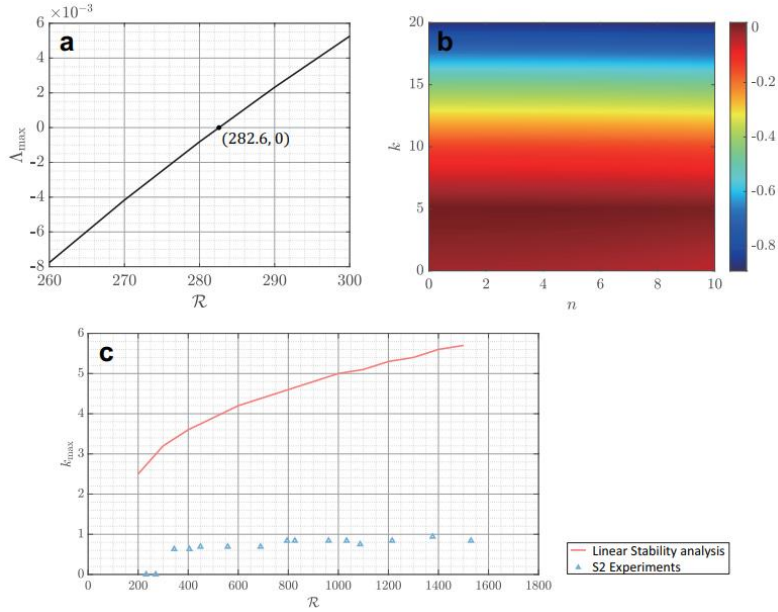 ×10⁻³
6
4
2
0
-2
-4
-6
-8
a
(282.6, 0)
Λmax
260 270 280 290 300
ℛ
b
20
15
10
5
0
k
0 2 4 6 8 10
n
0
-0.2
-0.4
-0.6
-0.8
c
6
5
4
3
2
1
0
kmax
0 200 400 600 800 1000 1200 1400 1600 1800
ℛ
Linear Stability analysis
S2 Experiments